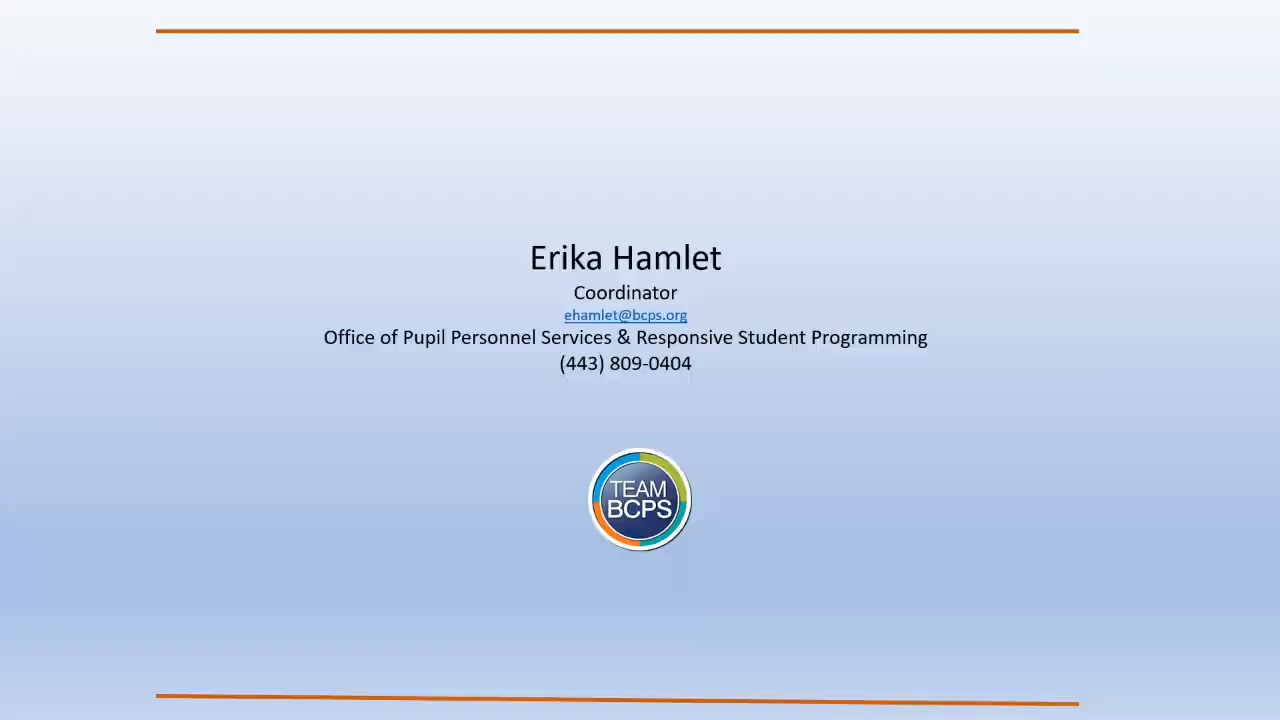 Erika Hamlet
Coordinator
ehamlet@bcps.org
Office of Pupil Personnel Services & Responsive Student Programming
(443) 809-0404
TEAM
BCPS